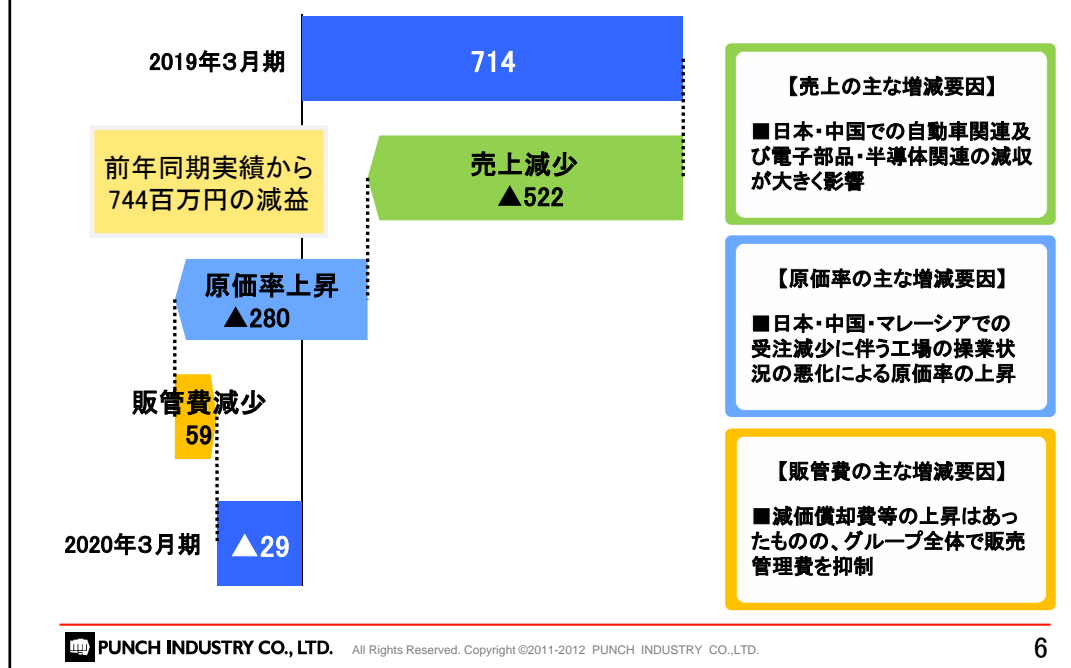 2019年3月期
714
前年同期実績から
744百万円の減益
売上減少
▲522
原価率上昇
▲280
販管費減少
59
2020年3月期
▲29
【売上の主な増減要因】
■日本・中国での自動車関連及
び電子部品・半導体関連の減収
が大きく影響
【原価率の主な増減要因】
■日本・中国・マレーシアでの
受注減少に伴う工場の操業状
況の悪化による原価率の上昇
【販管費の主な増減要因】
■減価償却費等の上昇はあっ
たものの、グループ全体で販売
管理費を抑制
PUNCH INDUSTRY CO., LTD. All Rights Reserved. Copyright ©2011-2012 PUNCH INDUSTRY CO.,LTD.
6